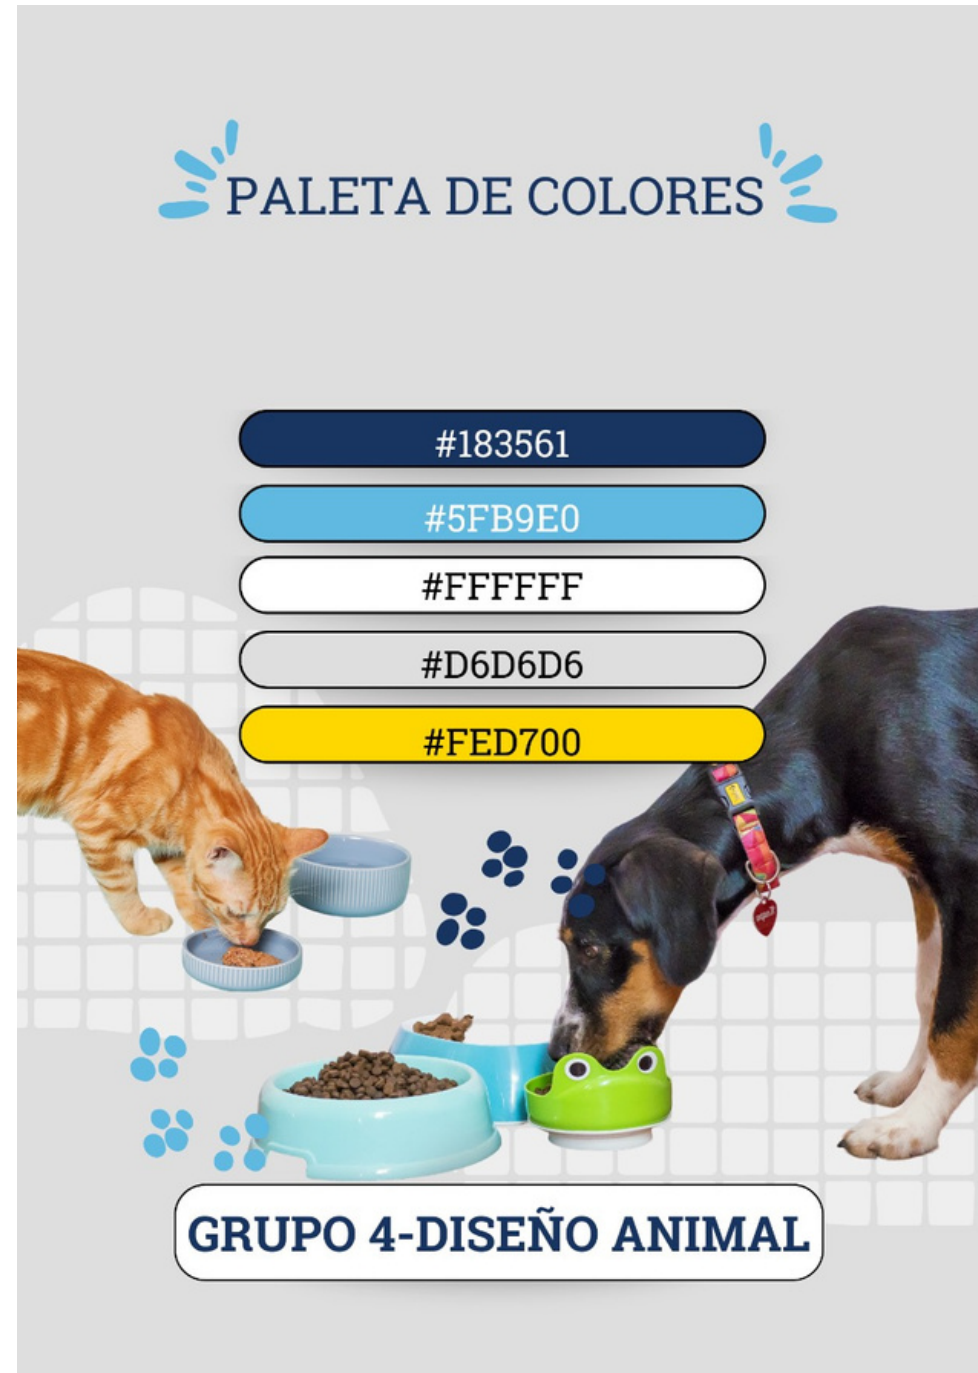 PALETA DE COLORES
#183561
#5FB9E0
#FFFFFF
#D6D6D6
#FED700
GRUPO 4-DISEÑO ANIMAL